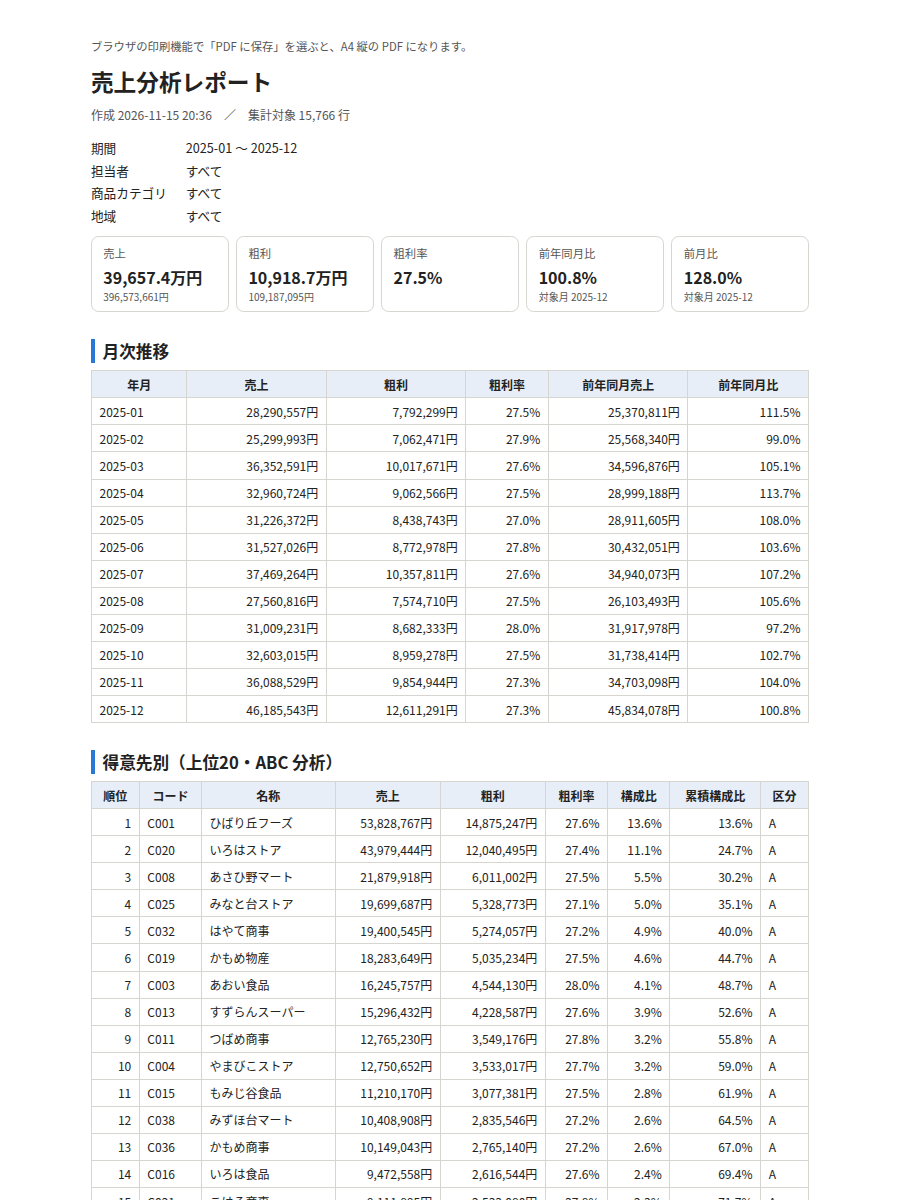 ブラウザの印刷機能で「PDF に保存」を選ぶと、A4 縦の PDF になります。
売上分析レポート
作成 2026-11-15 20:36 ／ 集計対象 15,766 行
期間 2025-01 〜 2025-12
担当者 すべて
商品カテゴリ すべて
地域 すべて
売上 粗利 粗利率 前年同月比 前月比
39,657.4万円 10,918.7万円 27.5% 100.8% 128.0%
396,573,661円 109,187,095円 対象月 2025-12 対象月 2025-12
月次推移
年月 売上 粗利 粗利率 前年同月売上 前年同月比
2025-01 28,290,557円 7,792,299円 27.5% 25,370,811円 111.5%
2025-02 25,299,993円 7,062,471円 27.9% 25,568,340円 99.0%
2025-03 36,352,591円 10,017,671円 27.6% 34,596,876円 105.1%
2025-04 32,960,724円 9,062,566円 27.5% 28,999,188円 113.7%
2025-05 31,226,372円 8,438,743円 27.0% 28,911,605円 108.0%
2025-06 31,527,026円 8,772,978円 27.8% 30,432,051円 103.6%
2025-07 37,469,264円 10,357,811円 27.6% 34,940,073円 107.2%
2025-08 27,560,816円 7,574,710円 27.5% 26,103,493円 105.6%
2025-09 31,009,231円 8,682,333円 28.0% 31,917,978円 97.2%
2025-10 32,603,015円 8,959,278円 27.5% 31,738,414円 102.7%
2025-11 36,088,529円 9,854,944円 27.3% 34,703,098円 104.0%
2025-12 46,185,543円 12,611,291円 27.3% 45,834,078円 100.8%
得意先別（上位20・ABC 分析）
順位 コード 名称 売上 粗利 粗利率 構成比 累積構成比 区分
1 C001 ひばり丘フーズ 53,828,767円 14,875,247円 27.6% 13.6% 13.6% A
2 C020 いろはストア 43,979,444円 12,040,495円 27.4% 11.1% 24.7% A
3 C008 あさひ野マート 21,879,918円 6,011,002円 27.5% 5.5% 30.2% A
4 C025 みなと台ストア 19,699,687円 5,328,773円 27.1% 5.0% 35.1% A
5 C032 はやて商事 19,400,545円 5,274,057円 27.2% 4.9% 40.0% A
6 C019 かもめ物産 18,283,649円 5,035,234円 27.5% 4.6% 44.7% A
7 C003 あおい食品 16,245,757円 4,544,130円 28.0% 4.1% 48.7% A
8 C013 すずらんスーパー 15,296,432円 4,228,587円 27.6% 3.9% 52.6% A
9 C011 つばめ商事 12,765,230円 3,549,176円 27.8% 3.2% 55.8% A
10 C004 やまびこストア 12,750,652円 3,533,017円 27.7% 3.2% 59.0% A
11 C015 もみじ谷食品 11,210,170円 3,077,381円 27.5% 2.8% 61.9% A
12 C038 みずほ台マート 10,408,908円 2,835,546円 27.2% 2.6% 64.5% A
13 C036 かもめ商事 10,149,043円 2,765,140円 27.2% 2.6% 67.0% A
14 C016 いろは食品 9,472,558円 2,616,544円 27.6% 2.4% 69.4% A